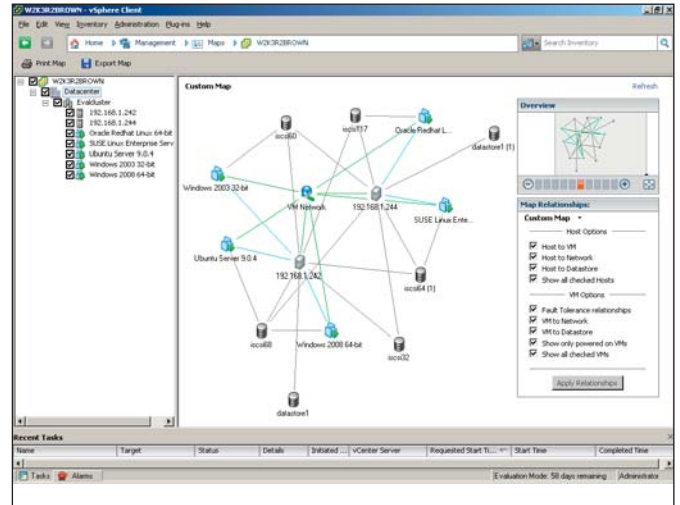 W2K3R2BROWN - vSphere Client
File Edit View Inventory Administration Plug-ins Help
Home Management Maps W2K3R2BROWN
Search Inventory
Print Map Export Map
W2K3R2BROWN
Datacenter
Evalcluster
192.168.1.242
192.168.1.244
Oracle Redhat Linux 64-bit
SUSE Linux Enterprise Serv
Ubuntu Server 9.0.4
Windows 2003 32-bit
Windows 2008 64-bit
Custom Map
Refresh
iscsi60
iscsi17
Oracle Redhat L...
datastore1 (1)
Windows 2003 32-bit
VM Network
192.168.1.244
SUSE Linux Ente...
Ubuntu Server 9.0.4
192.168.1.242
iscsi64 (1)
iscsi68
Windows 2008 64-bit
iscsi32
datastore1
Overview
Map Relationships:
Custom Map
Host Options
Host to VM
Host to Network
Host to Datastore
Show all checked Hosts
VM Options
Fault Tolerance relationships
VM to Network
VM to Datastore
Show only powered on VMs
Show all checked VMs
Apply Relationships
Recent Tasks
Name Target Status Details Initiated ... vCenter Server Requested Start Ti... Start Time Completed Time
Tasks Alarms
Evaluation Mode: 58 days remaining Administrator